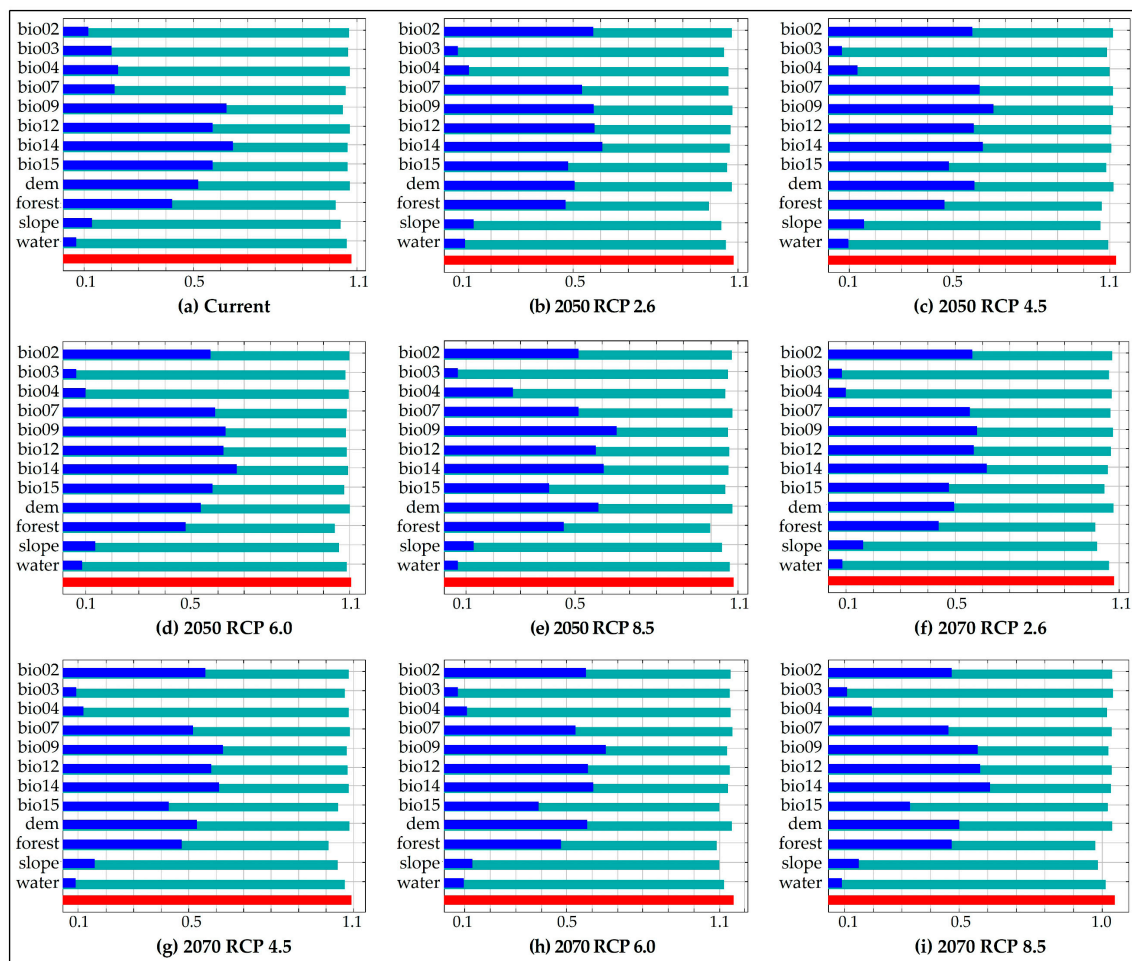 bio02
bio03
bio04
bio07
bio09
bio12
bio14
bio15
dem
forest
slope
water
0.1 0.5 1.1
(a) Current
bio02
bio03
bio04
bio07
bio09
bio12
bio14
bio15
dem
forest
slope
water
0.1 0.5 1.1
(b) 2050 RCP 2.6
bio02
bio03
bio04
bio07
bio09
bio12
bio14
bio15
dem
forest
slope
water
0.1 0.5 1.1
(c) 2050 RCP 4.5
bio02
bio03
bio04
bio07
bio09
bio12
bio14
bio15
dem
forest
slope
water
0.1 0.5 1.1
(d) 2050 RCP 6.0
bio02
bio03
bio04
bio07
bio09
bio12
bio14
bio15
dem
forest
slope
water
0.1 0.5 1.1
(e) 2050 RCP 8.5
bio02
bio03
bio04
bio07
bio09
bio12
bio14
bio15
dem
forest
slope
water
0.1 0.5 1.1
(f) 2070 RCP 2.6
bio02
bio03
bio04
bio07
bio09
bio12
bio14
bio15
dem
forest
slope
water
0.1 0.5 1.1
(g) 2070 RCP 4.5
bio02
bio03
bio04
bio07
bio09
bio12
bio14
bio15
dem
forest
slope
water
0.1 0.5 1.1
(h) 2070 RCP 6.0
bio02
bio03
bio04
bio07
bio09
bio12
bio14
bio15
dem
forest
slope
water
0.1 0.5 1.0
(i) 2070 RCP 8.5